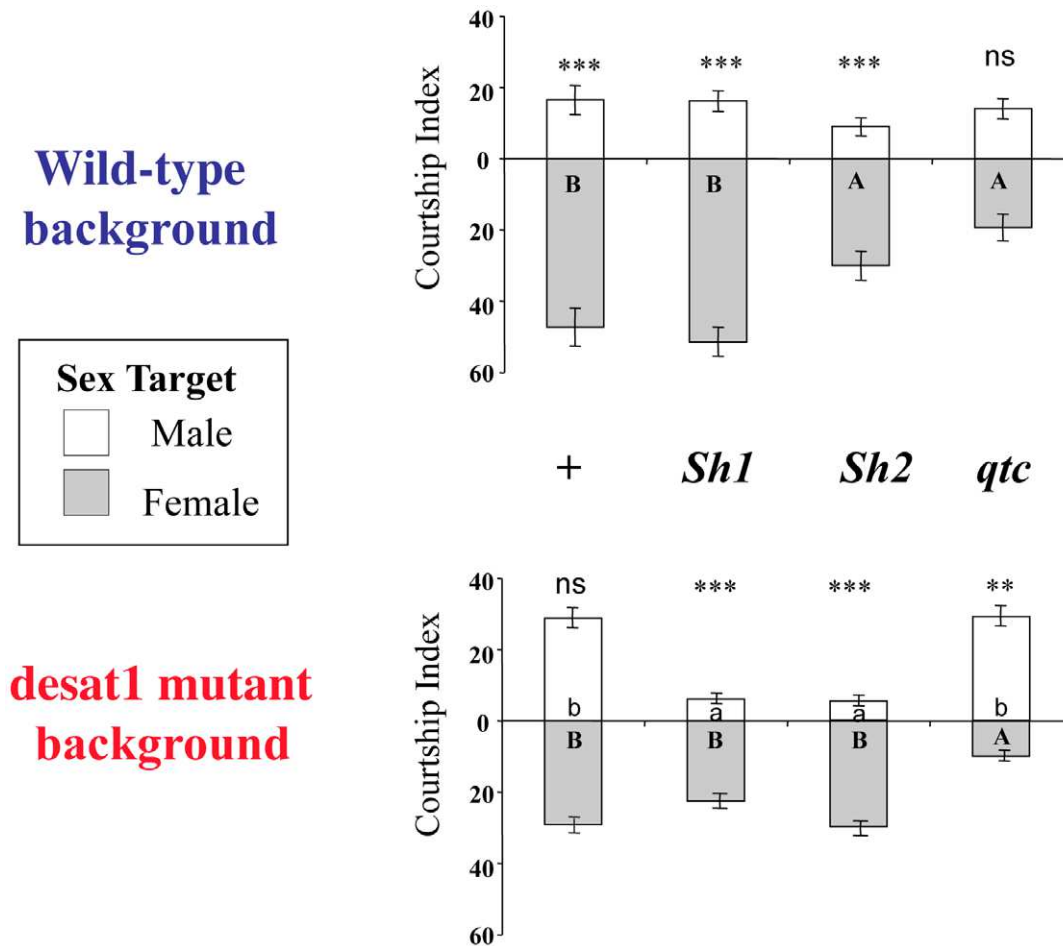 40
*** *** *** ns
20
0
B B A A
20
40
60
Courtship Index
Wild-type
background
Sex Target
Male
Female
+ Sh1 Sh2 qtc
40
ns *** *** **
20
b a a b
0
B B B A
20
40
60
Courtship Index
desat1 mutant
background